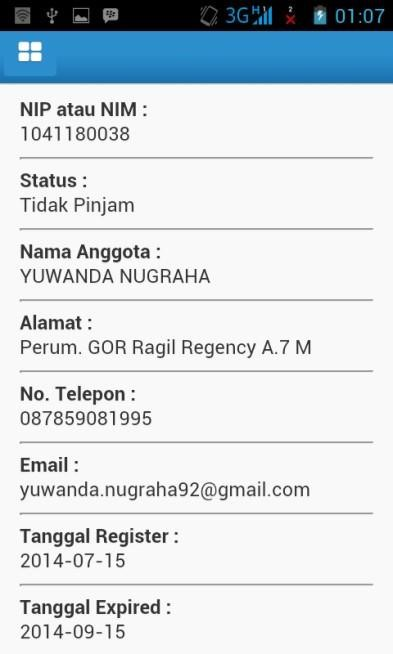 3G H 2 01:07
NIP atau NIM :
1041180038
Status :
Tidak Pinjam
Nama Anggota :
YUWANDA NUGRAHA
Alamat :
Perum. GOR Ragil Regency A.7 M
No. Telepon :
087859081995
Email :
yuwanda.nugraha92@gmail.com
Tanggal Register :
2014-07-15
Tanggal Expired :
2014-09-15